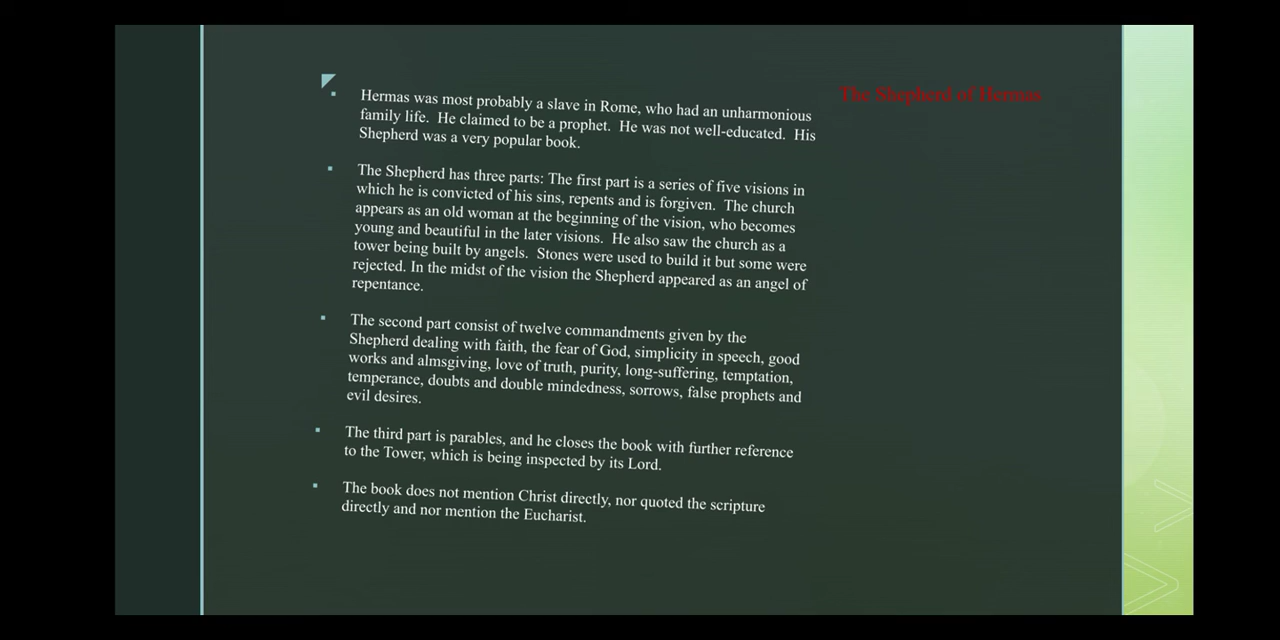 The Shepherd of Hermas
Hermas was most probably a slave in Rome, who had an unharmonious
family life. He claimed to be a prophet. He was not well-educated. His
Shepherd was a very popular book.
The Shepherd has three parts: The first part is a series of five visions in
which he is convicted of his sins, repents and is forgiven. The church
appears as an old woman at the beginning of the vision, who becomes
young and beautiful in the later visions. He also saw the church as a
tower being built by angels. Stones were used to build it but some were
rejected. In the midst of the vision the Shepherd appeared as an angel of
repentance.
The second part consist of twelve commandments given by the
Shepherd dealing with faith, the fear of God, simplicity in speech, good
works and almsgiving, love of truth, purity, long-suffering, temptation,
temperance, doubts and double mindedness, sorrows, false prophets and
evil desires.
The third part is parables, and he closes the book with further reference
to the Tower, which is being inspected by its Lord.
The book does not mention Christ directly, nor quoted the scripture
directly and nor mention the Eucharist.